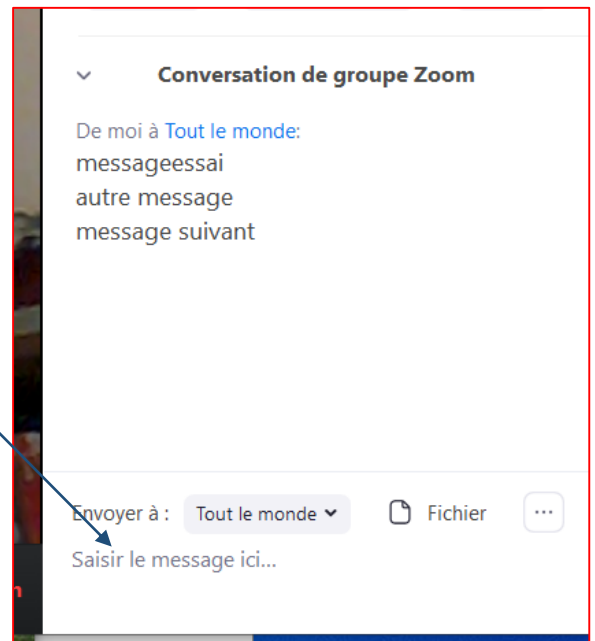 Conversation de groupe Zoom
De moi à Tout le monde:
messageessai
autre message
message suivant
Envoyer à : Tout le monde Fichier ...
Saisir le message ici...